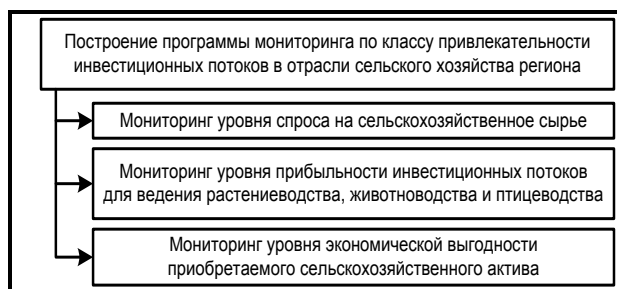 Построение программы мониторинга по классу привлекательности
инвестиционных потоков в отрасли сельского хозяйства региона
Мониторинг уровня спроса на сельскохозяйственное сырье
Мониторинг уровня прибыльности инвестиционных потоков
для ведения растениеводства, животноводства и птицеводства
Мониторинг уровня экономической выгодности
приобретаемого сельскохозяйственного актива